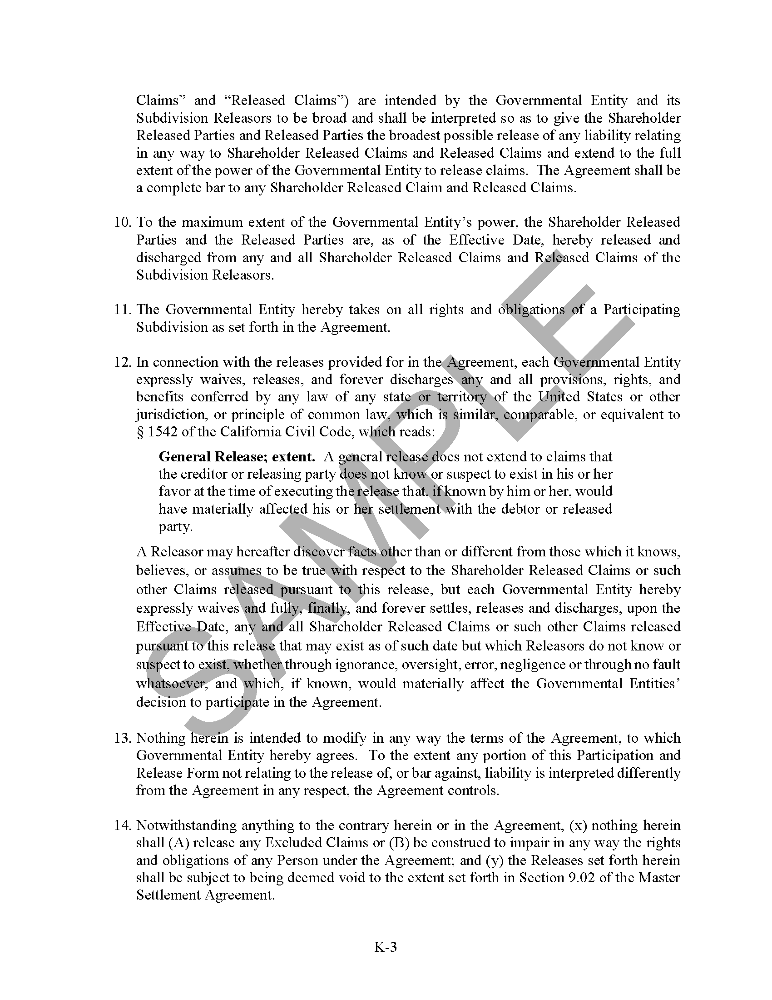 Claims” and “Released Claims”) are intended by the Governmental Entity and its
Subdivision Releasors to be broad and shall be interpreted so as to give the Shareholder
Released Parties and Released Parties the broadest possible release of any liability relating
in any way to Shareholder Released Claims and Released Claims and extend to the full
extent of the power of the Governmental Entity to release claims. The Agreement shall be
a complete bar to any Shareholder Released Claim and Released Claims.
10. To the maximum extent of the Governmental Entity’s power, the Shareholder Released
Parties and the Released Parties are, as of the Effective Date, hereby released and
discharged from any and all Shareholder Released Claims and Released Claims of the
Subdivision Releasors.
11. The Governmental Entity hereby takes on all rights and obligations of a Participating
Subdivision as set forth in the Agreement.
12. In connection with the releases provided for in the Agreement, each Governmental Entity
expressly waives, releases, and forever discharges any and all provisions, rights, and
benefits conferred by any law of any state or territory of the United States or other
jurisdiction, or principle of common law, which is similar, comparable, or equivalent to
§ 1542 of the California Civil Code, which reads:
General Release; extent. A general release does not extend to claims that
the creditor or releasing party does not know or suspect to exist in his or her
favor at the time of executing the release that, if known by him or her, would
have materially affected his or her settlement with the debtor or released
party.
A Releasor may hereafter discover facts other than or different from those which it knows,
believes, or assumes to be true with respect to the Shareholder Released Claims or such
other Claims released pursuant to this release, but each Governmental Entity hereby
expressly waives and fully, finally, and forever settles, releases and discharges, upon the
Effective Date, any and all Shareholder Released Claims or such other Claims released
pursuant to this release that may exist as of such date but which Releasors do not know or
suspect to exist, whether through ignorance, oversight, error, negligence or through no fault
whatsoever, and which, if known, would materially affect the Governmental Entities’
decision to participate in the Agreement.
13. Nothing herein is intended to modify in any way the terms of the Agreement, to which
Governmental Entity hereby agrees. To the extent any portion of this Participation and
Release Form not relating to the release of, or bar against, liability is interpreted differently
from the Agreement in any respect, the Agreement controls.
14. Notwithstanding anything to the contrary herein or in the Agreement, (x) nothing herein
shall (A) release any Excluded Claims or (B) be construed to impair in any way the rights
and obligations of any Person under the Agreement; and (y) the Releases set forth herein
shall be subject to being deemed void to the extent set forth in Section 9.02 of the Master
Settlement Agreement.
K-3
SAMPLE